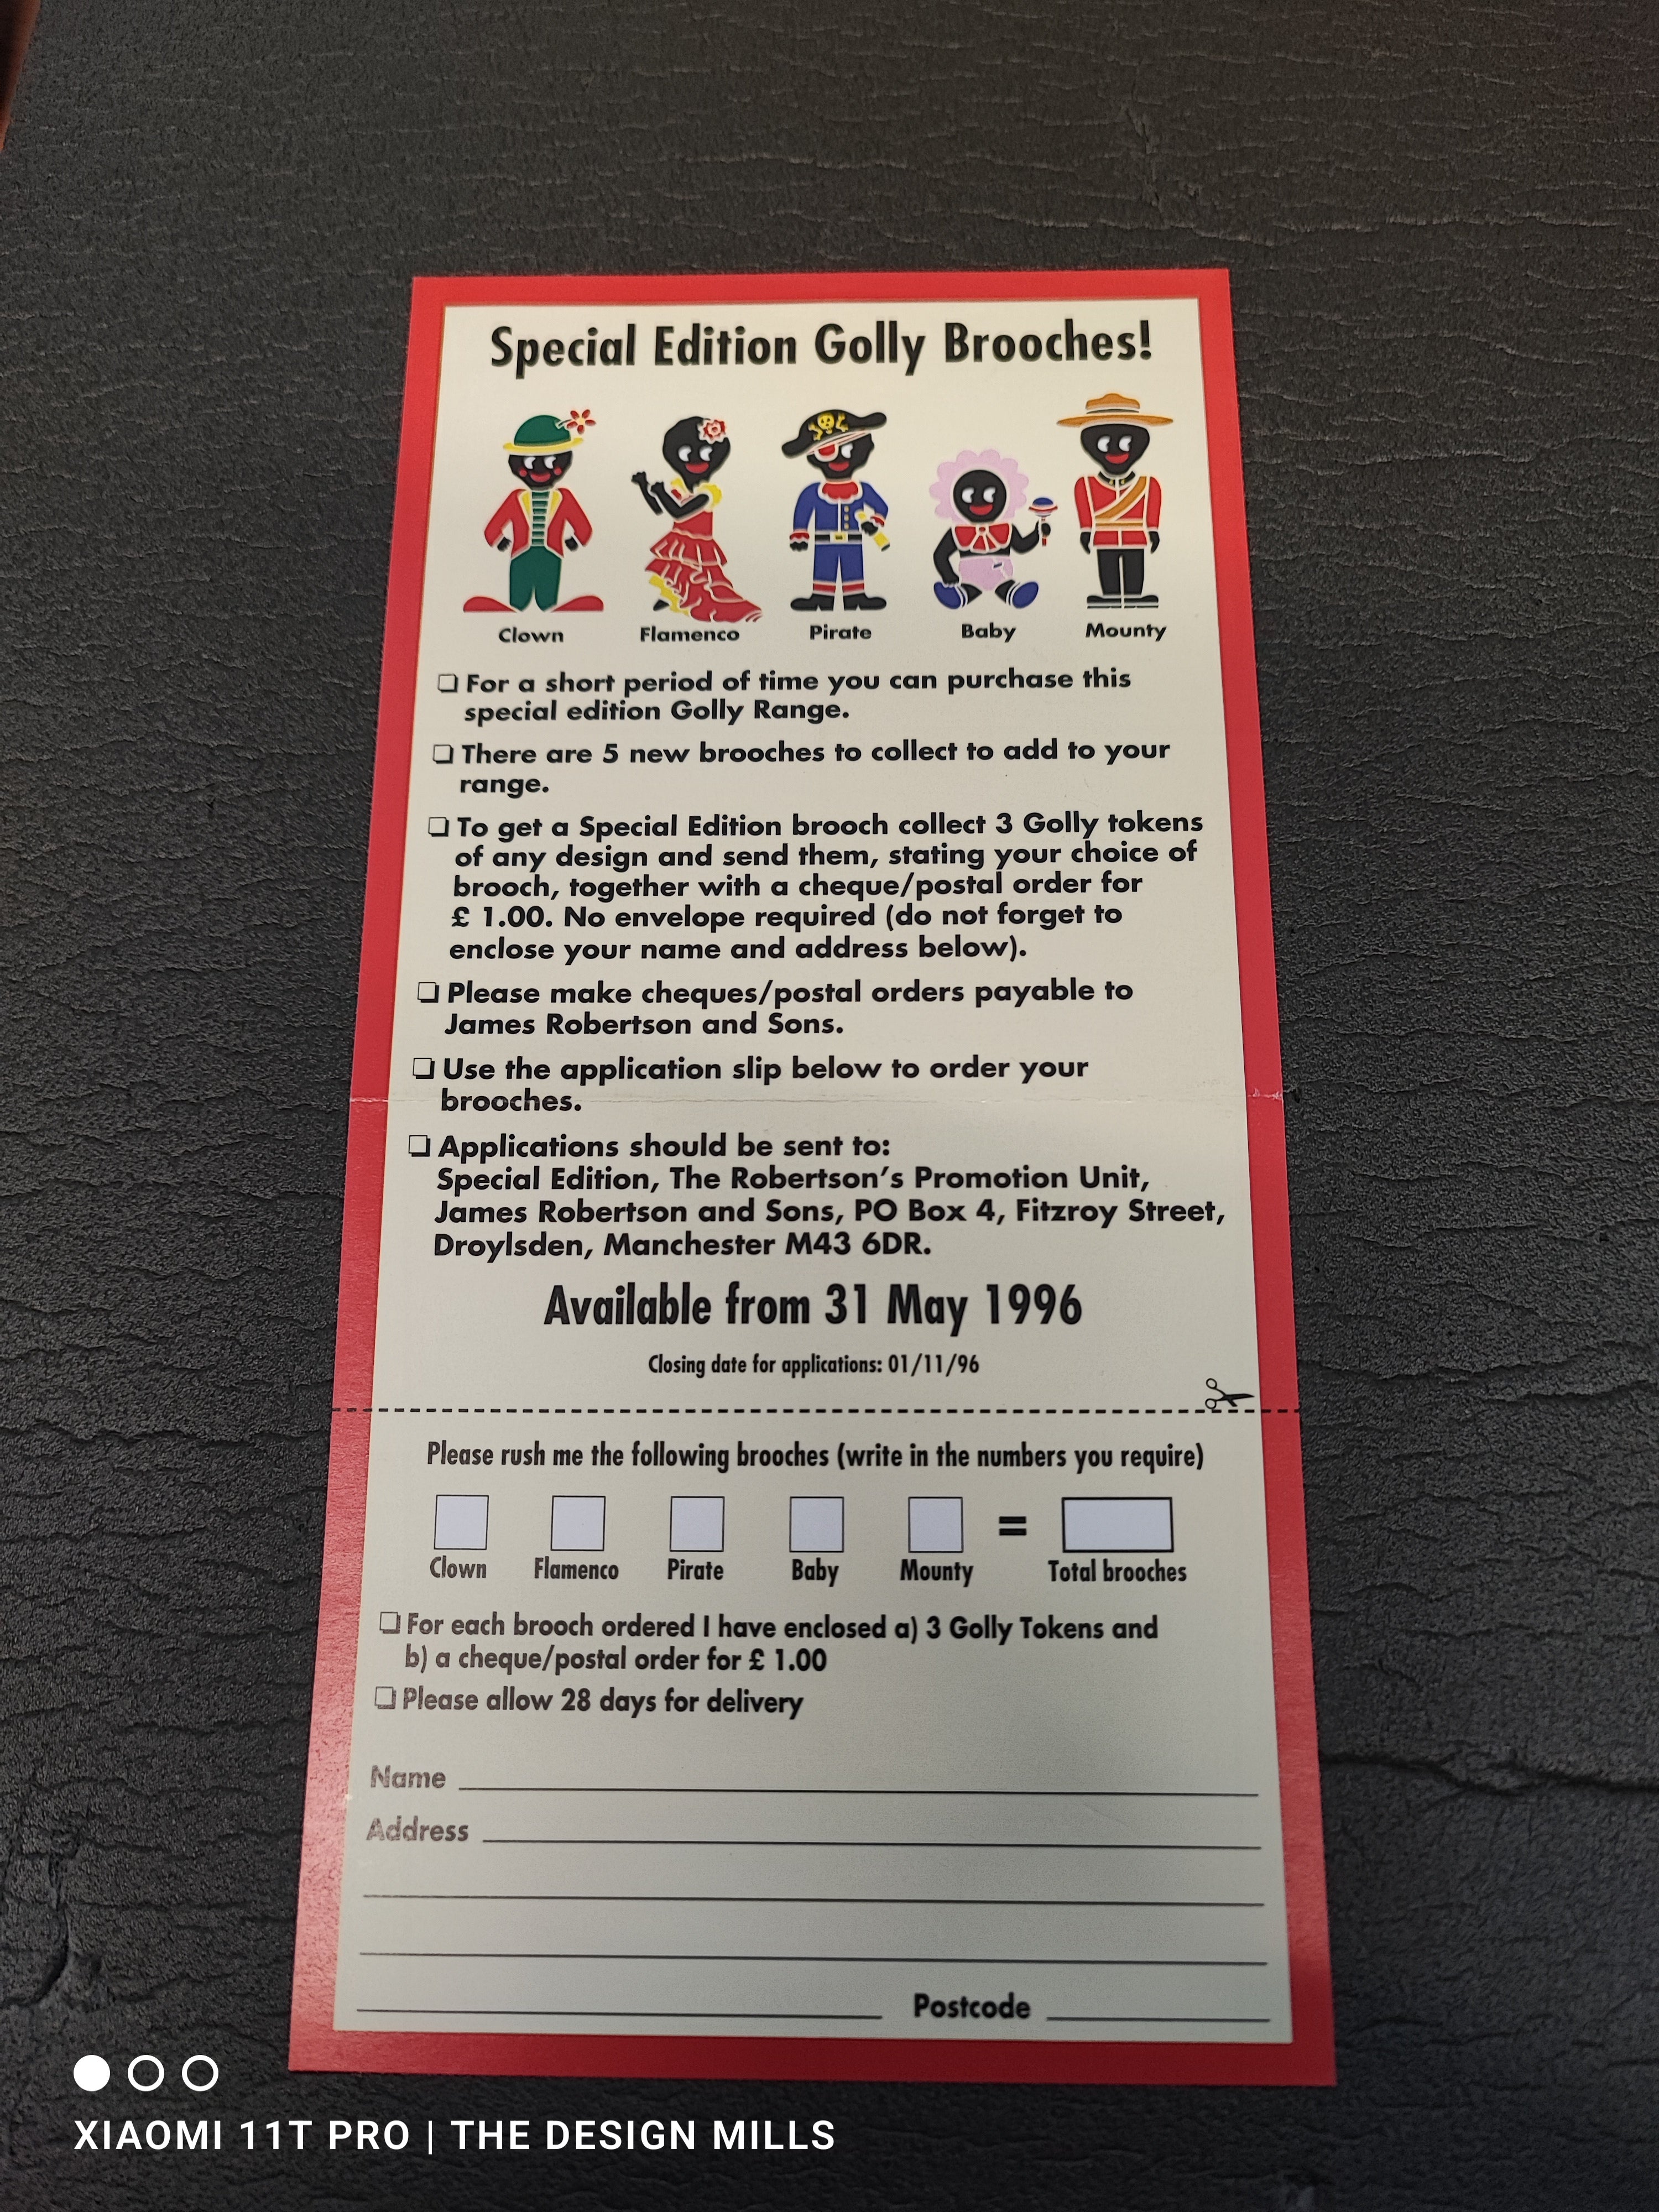 Special Edition Golly Brooches!
Clown Flamenco Pirate Baby Mounty
❏ For a short period of time you can purchase this
special edition Golly Range.
❏ There are 5 new brooches to collect to add to your
range.
❏ To get a Special Edition brooch collect 3 Golly tokens
of any design and send them, stating your choice of
brooch, together with a cheque/postal order for
£ 1.00. No envelope required (do not forget to
enclose your name and address below).
❏ Please make cheques/postal orders payable to
James Robertson and Sons.
❏ Use the application slip below to order your
brooches.
❏ Applications should be sent to:
Special Edition, The Robertson's Promotion Unit,
James Robertson and Sons, PO Box 4, Fitzroy Street,
Droylsden, Manchester M43 6DR.
Available from 31 May 1996
Closing date for applications: 01/11/96
Please rush me the following brooches (write in the numbers you require)
=
Clown Flamenco Pirate Baby Mounty Total brooches
❏ For each brooch ordered I have enclosed a) 3 Golly Tokens and
b) a cheque/postal order for £ 1.00
❏ Please allow 28 days for delivery
Name
Address
Postcode
XIAOMI 11T PRO | THE DESIGN MILLS